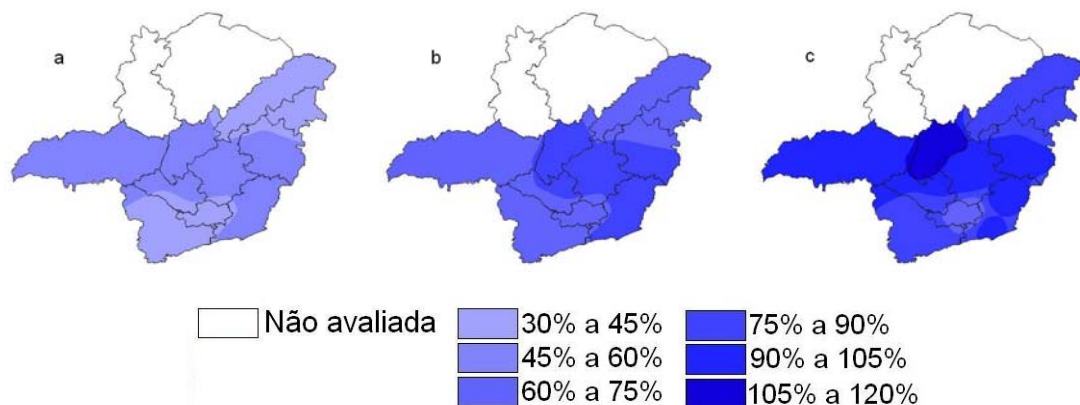 a
b
c
Não avaliada
30% a 45%
75% a 90%
45% a 60%
90% a 105%
60% a 75%
105% a 120%